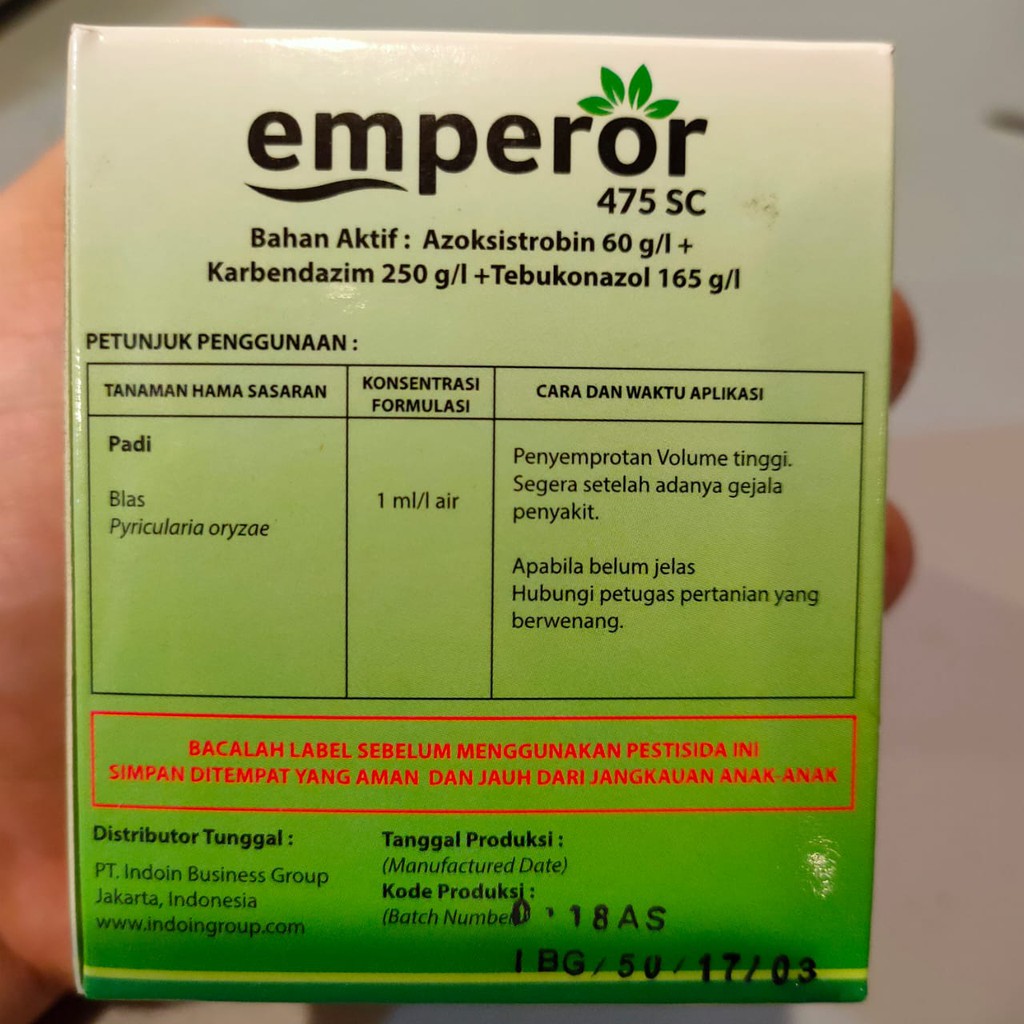 emperor
475 SC
Bahan Aktif : Azoksistrobin 60 g/l +
Karbendazim 250 g/l +Tebukonazol 165 g/l
PETUNJUK PENGGUNAAN :
TANAMAN HAMA SASARAN
KONSENTRASI
FORMULASI
CARA DAN WAKTU APLIKASI
Padi
Blas
Pyricularia oryzae
1 ml/l air
Penyemprotan Volume tinggi.
Segera setelah adanya gejala
penyakit.
Apabila belum jelas
Hubungi petugas pertanian yang
berwenang.
BACALAH LABEL SEBELUM MENGGUNAKAN PESTISIDA INI
SIMPAN DITEMPAT YANG AMAN DAN JAUH DARI JANGKAUAN ANAK-ANAK
Distributor Tunggal :
PT. Indoin Business Group
Jakarta, Indonesia
www.indoingroup.com
Tanggal Produksi :
(Manufactured Date)
Kode Produksi :
(Batch Number
18AS
IBG/50/17/03